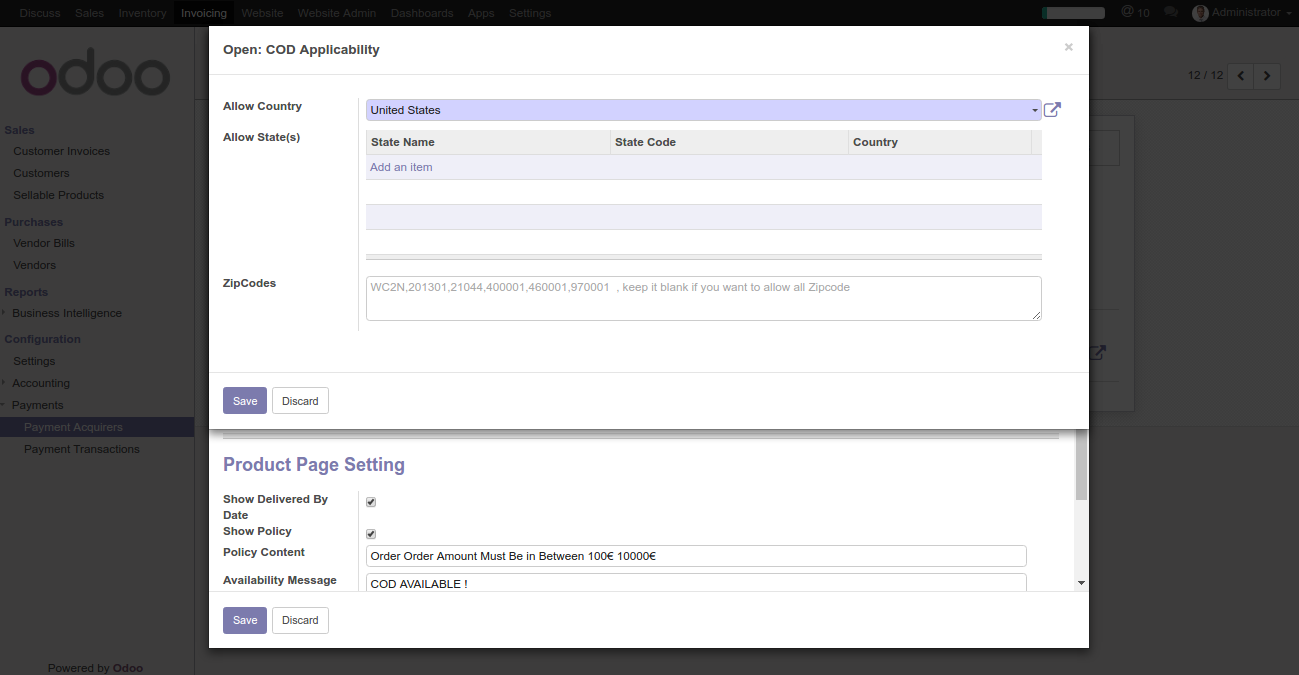 Discuss Sales Inventory Invoicing Website Website Admin Dashboards Apps Settings @ 10 Administrator
Open: COD Applicability ×
odoo
12 / 12
Allow Country United States
Allow State(s) State Name State Code Country
Add an item
ZipCodes WC2N,201301,21044,400001,460001,970001 , keep it blank if you want to allow all Zipcode
Save Discard
Sales
Customer Invoices
Customers
Sellable Products
Purchases
Vendor Bills
Vendors
Reports
Business Intelligence
Configuration
Settings
Accounting
Payments
Payment Acquirers
Payment Transactions
Product Page Setting
Show Delivered By
Date
Show Policy
Policy Content Order Order Amount Must Be in Between 100€ 10000€
Availability Message COD AVAILABLE !
Save Discard
Powered by Odoo